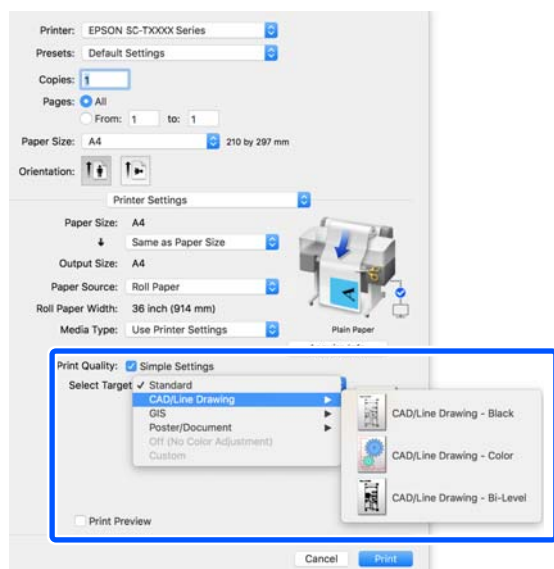 Printer: EPSON SC-TXXXX Series
Presets: Default Settings
Copies: 1
Pages: All
From: 1 to: 1
Paper Size: A4 210 by 297 mm
Orientation:
Printer Settings
Paper Size: A4
Same as Paper Size
Output Size: A4
Paper Source: Roll Paper
Roll Paper Width: 36 inch (914 mm)
Media Type: Use Printer Settings
Plain Paper
Print Quality: Simple Settings
Select Target ✓ Standard
CAD/Line Drawing
GIS
Poster/Document
Off (No Color Adjustment)
Custom
CAD/Line Drawing - Black
CAD/Line Drawing - Color
CAD/Line Drawing - Bi-Level
Print Preview
Cancel Print